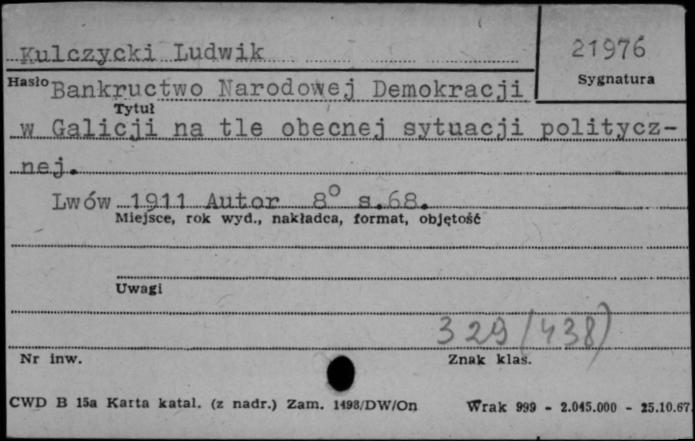 Kulczycki Ludwik
21976
Hasło
Sygnatura
Bankructwo Narodowej Demokracji
Tytuł
w Galicji na tle obecnej sytuacji politycz-
nej.
Lwów 1911 Autor 8° s.68.
Miejsce, rok wyd., nakładca, format, objętość
Uwagi
329(438)
Nr inw.
Znak klas.
CWD B 15a Karta katal. (z nadr.) Zam. 1498/DW/On
Wrak 999 - 2.045.000 - 25.10.67.